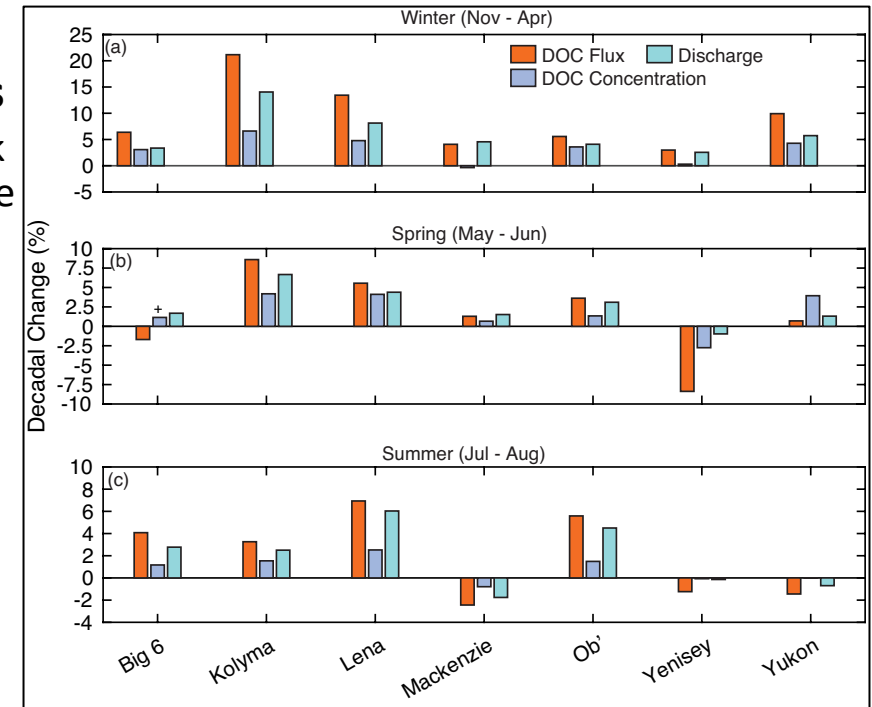 Winter (Nov - Apr)
(a)
DOC Flux
Discharge
DOC Concentration
25
20
15
10
5
0
-5
Decadal Change (%)
Spring (May - Jun)
(b)
10
7.5
5
2.5
0
-2.5
-5
-7.5
-10
+
Summer (Jul - Aug)
(c)
10
8
6
4
2
0
-2
-4
Big 6
Kolyma
Lena
Mackenzie
Ob'
Yenisey
Yukon